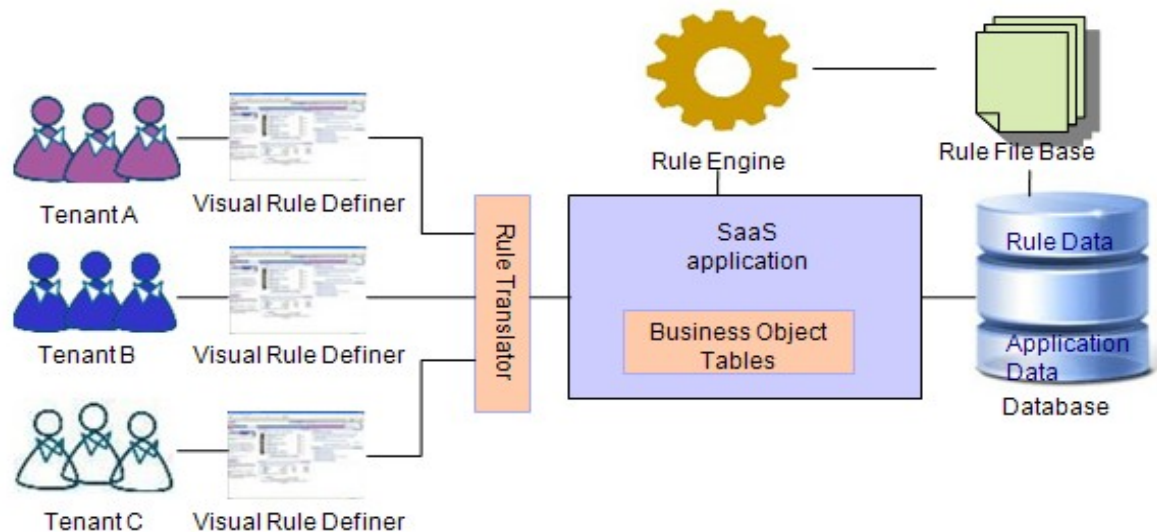 Rule Engine
Rule File Base
Tenant A
Visual Rule Definer
Rule Translator
SaaS
application
Rule Data
Tenant B
Visual Rule Definer
Business Object
Tables
Application
Data
Database
Tenant C
Visual Rule Definer